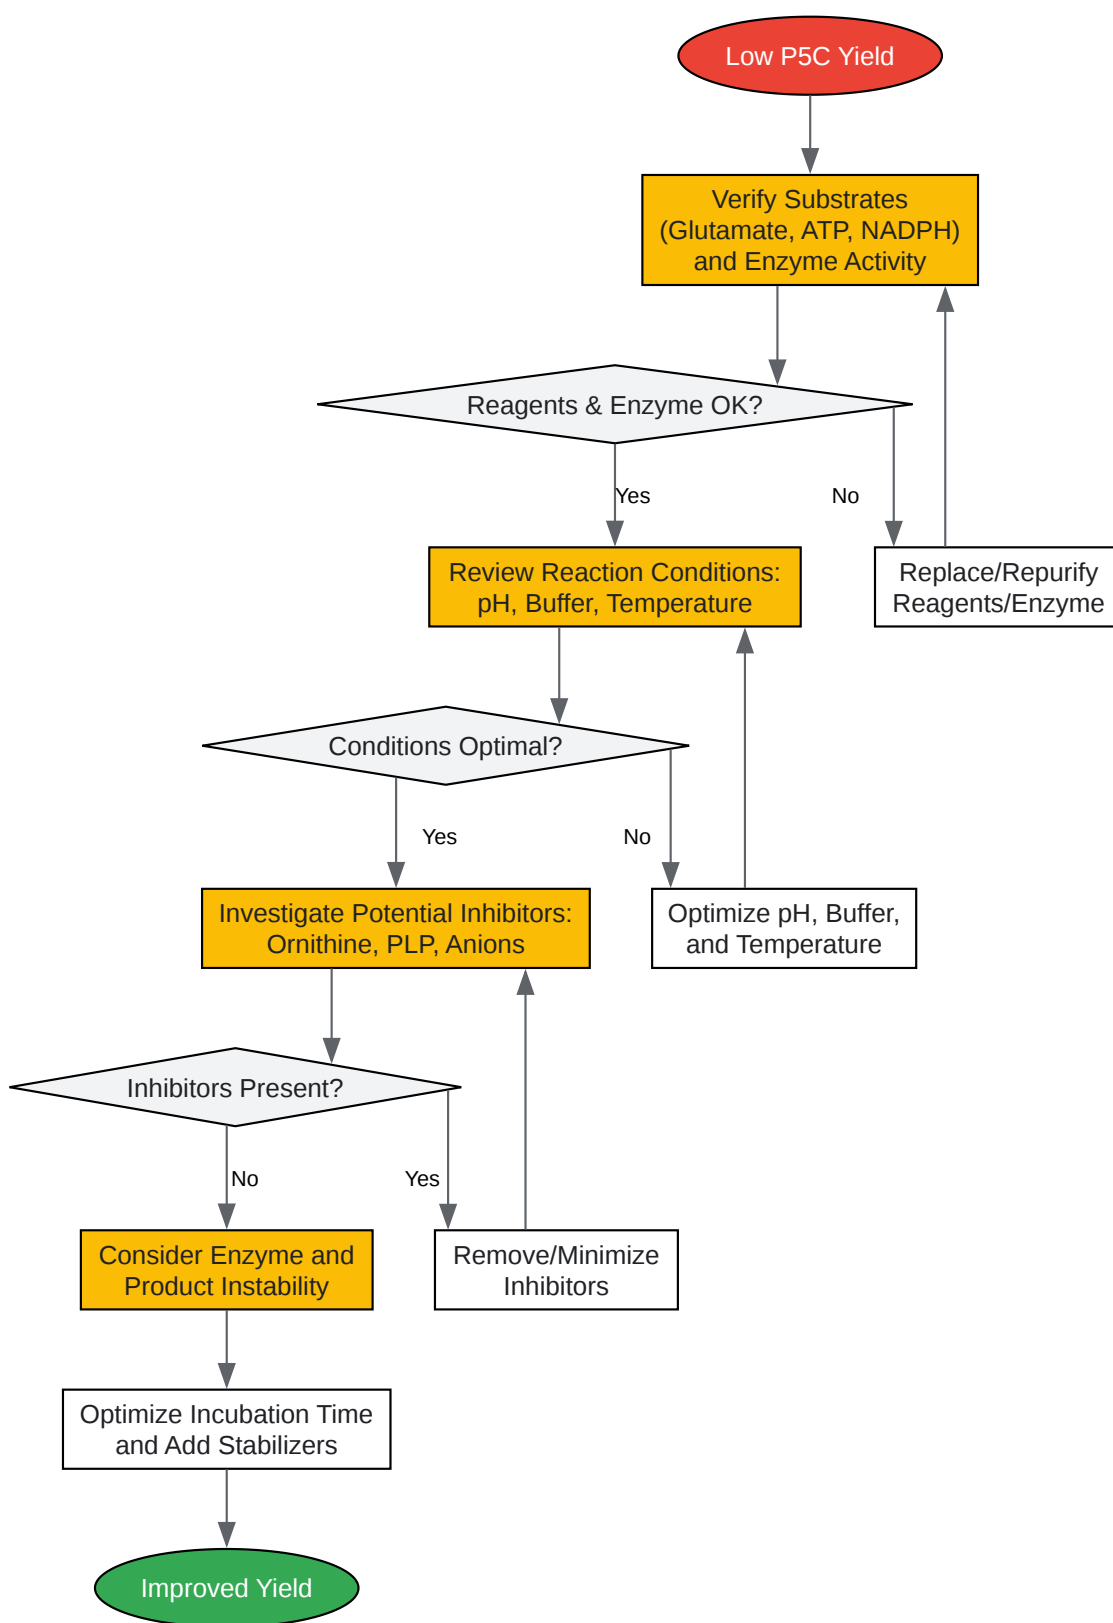 Low P5C Yield
Verify Substrates
(Glutamate, ATP, NADPH)
and Enzyme Activity
Reagents & Enzyme OK?
Yes
No
Review Reaction Conditions:
pH, Buffer, Temperature
Replace/Repurify
Reagents/Enzyme
Conditions Optimal?
Yes
No
Investigate Potential Inhibitors:
Ornithine, PLP, Anions
Optimize pH, Buffer,
and Temperature
Inhibitors Present?
No
Yes
Consider Enzyme and
Product Instability
Remove/Minimize
Inhibitors
Optimize Incubation Time
and Add Stabilizers
Improved Yield